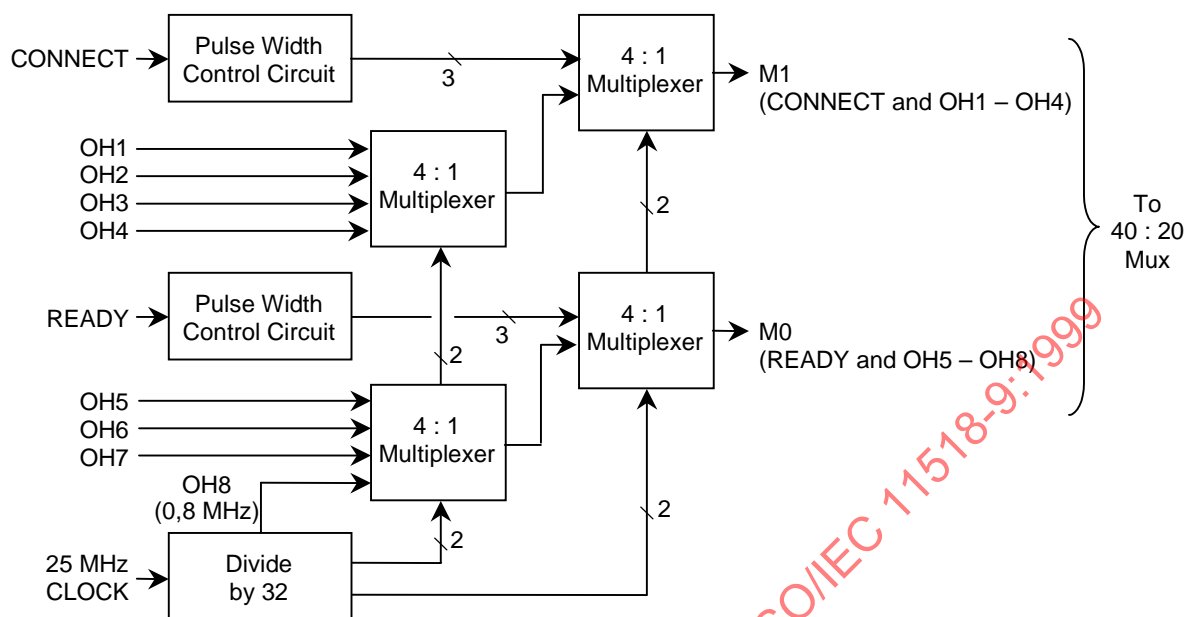 CONNECT
Pulse Width
Control Circuit
3
4 : 1
Multiplexer
M1
(CONNECT and OH1 – OH4)
OH1
OH2
OH3
OH4
4 : 1
Multiplexer
2
To
40 : 20
Mux
READY
Pulse Width
Control Circuit
3
4 : 1
Multiplexer
M0
(READY and OH5 – OH8)
2
OH5
OH6
OH7
4 : 1
Multiplexer
OH8
(0,8 MHz)
2
2
25 MHz
CLOCK
Divide
by 32
SO/IEC 11518-9:1999